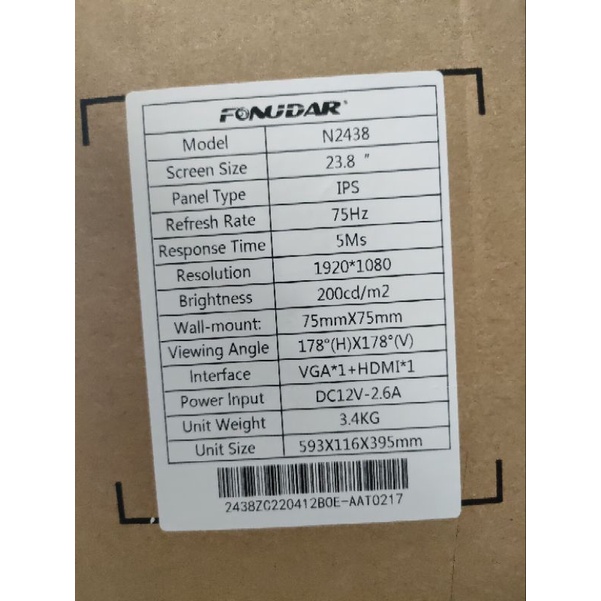 FONUDAR®
Model N2438
Screen Size 23.8 "
Panel Type IPS
Refresh Rate 75Hz
Response Time 5Ms
Resolution 1920*1080
Brightness 200cd/m2
Wall-mount: 75mmX75mm
Viewing Angle 178°(H)X178°(V)
Interface VGA*1+HDMI*1
Power Input DC12V-2.6A
Unit Weight 3.4KG
Unit Size 593X116X395mm
2438ZC220412B0E-AAT0217